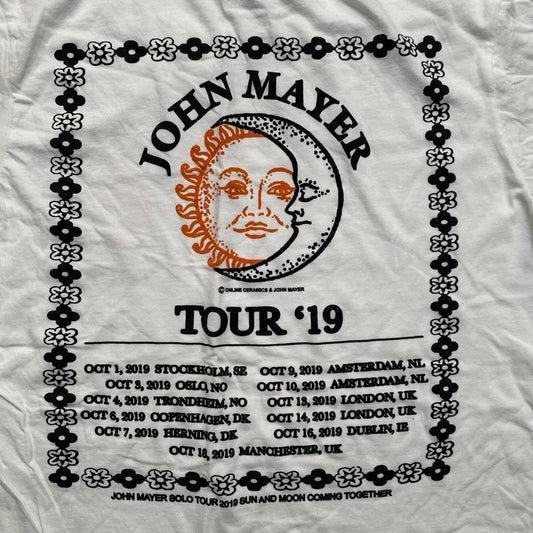 JOHN MAYER
© ONLINE CERAMICS & JOHN MAYER
TOUR ‘19
OCT 1, 2019 STOCKHOLM, SE OCT 9, 2019 AMSTERDAM, NL
OCT 3, 2019 OSLO, NO OCT 10, 2019 AMSTERDAM, NL
OCT 4, 2019 TRONDHEIM, NO OCT 13, 2019 LONDON, UK
OCT 6, 2019 COPENHAGEN, DK OCT 14, 2019 LONDON, UK
OCT 7, 2019 HERNING, DK OCT 16, 2019 DUBLIN, IE
OCT 18, 2019 MANCHESTER, UK
JOHN MAYER SOLO TOUR 2019 SUN AND MOON COMING TOGETHER